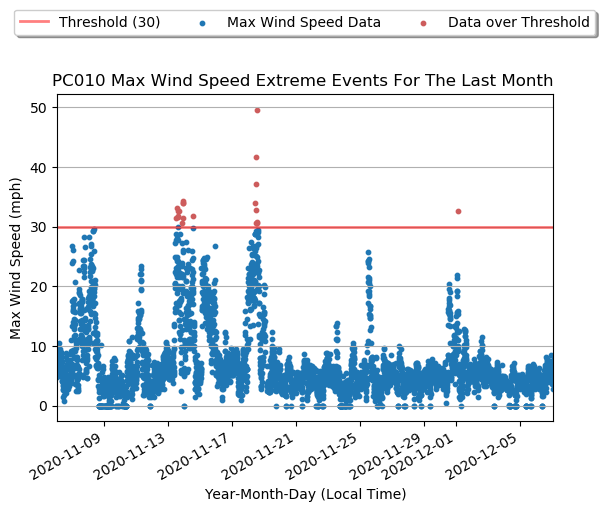 Threshold (30) Max Wind Speed Data Data over Threshold
PC010 Max Wind Speed Extreme Events For The Last Month
50
40
30
20
10
0
Max Wind Speed (mph)
2020-11-09 2020-11-13 2020-11-17 2020-11-21 2020-11-25 2020-11-29 2020-12-01 2020-12-05
Year-Month-Day (Local Time)